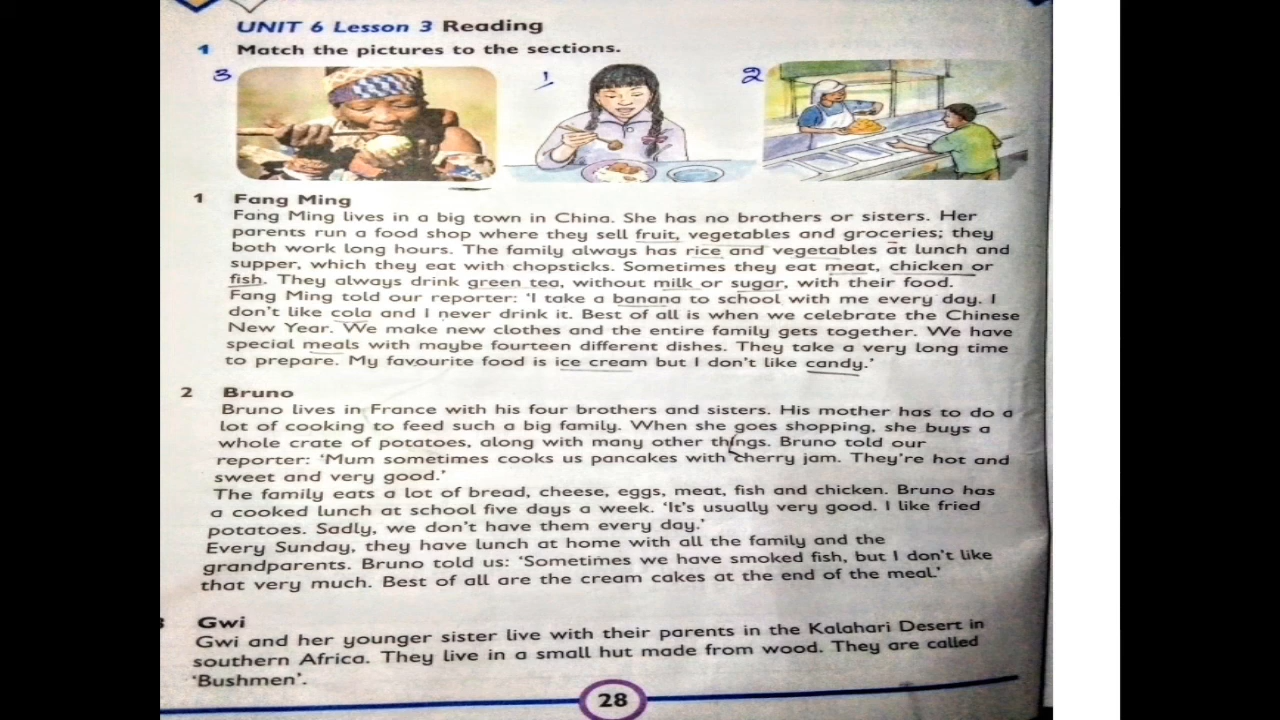 UNIT 6 Lesson 3 Reading
1 Match the pictures to the sections.
3 1 2
1 Fang Ming
Fang Ming lives in a big town in China. She has no brothers or sisters. Her
parents run a food shop where they sell fruit, vegetables and groceries; they
both work long hours. The family always has rice and vegetables at lunch and
supper, which they eat with chopsticks. Sometimes they eat meat, chicken or
fish. They always drink green tea, without milk or sugar, with their food.
Fang Ming told our reporter: 'I take a banana to school with me every day. I
don't like cola and I never drink it. Best of all is when we celebrate the Chinese
New Year. We make new clothes and the entire family gets together. We have
special meals with maybe fourteen different dishes. They take a very long time
to prepare. My favourite food is ice cream but I don't like candy.'
2 Bruno
Bruno lives in France with his four brothers and sisters. His mother has to do a
lot of cooking to feed such a big family. When she goes shopping, she buys a
whole crate of potatoes, along with many other things. Bruno told our
reporter: 'Mum sometimes cooks us pancakes with cherry jam. They're hot and
sweet and very good.'
The family eats a lot of bread, cheese, eggs, meat, fish and chicken. Bruno has
a cooked lunch at school five days a week. 'It's usually very good. I like fried
potatoes. Sadly, we don't have them every day.'
Every Sunday, they have lunch at home with all the family and the
grandparents. Bruno told us: 'Sometimes we have smoked fish, but I don't like
that very much. Best of all are the cream cakes at the end of the meal.'
Gwi
Gwi and her younger sister live with their parents in the Kalahari Desert in
southern Africa. They live in a small hut made from wood. They are called
'Bushmen'.
28